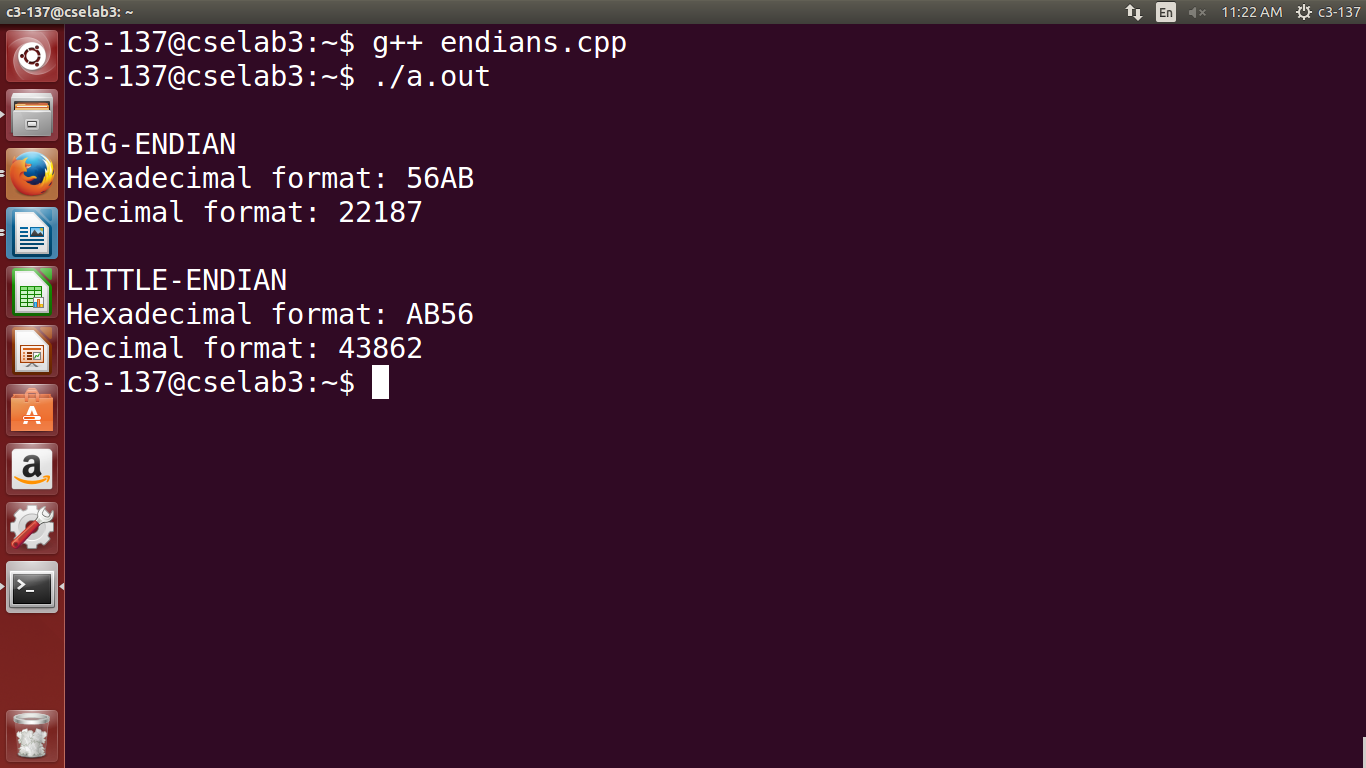 c3-137@cselab3: ~
En
11:22 AM
c3-137
c3-137@cselab3:~$ g++ endians.cpp
c3-137@cselab3:~$ ./a.out
BIG-ENDIAN
Hexadecimal format: 56AB
Decimal format: 22187
LITTLE-ENDIAN
Hexadecimal format: AB56
Decimal format: 43862
c3-137@cselab3:~$
A
a
>_